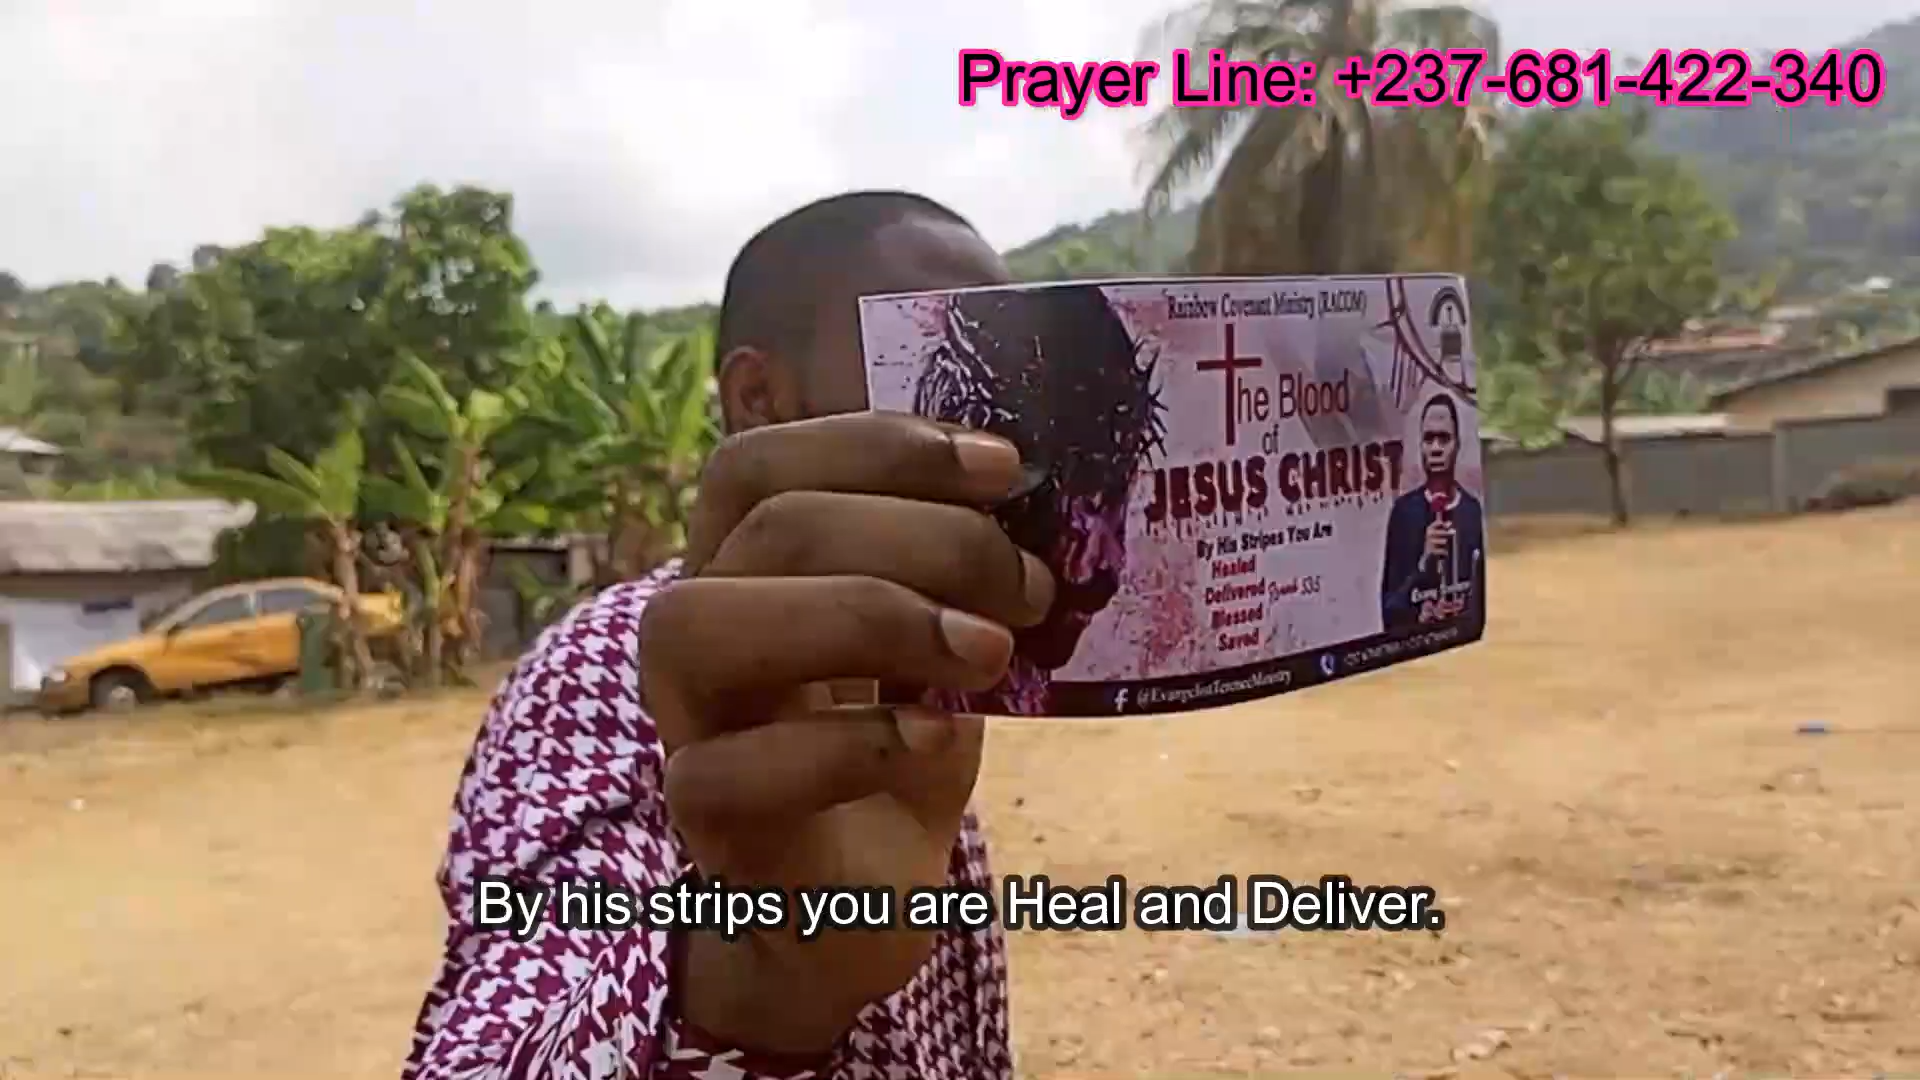 Prayer Line: +237-681-422-340
Rainbow Covenant Ministry (RACOM)
The Blood
of
JESUS CHRIST
By His Stripes You Are
Healed
Delivered
Blessed
Saved
@EvangelistTerenceMinistry
By his strips you are Heal and Deliver.